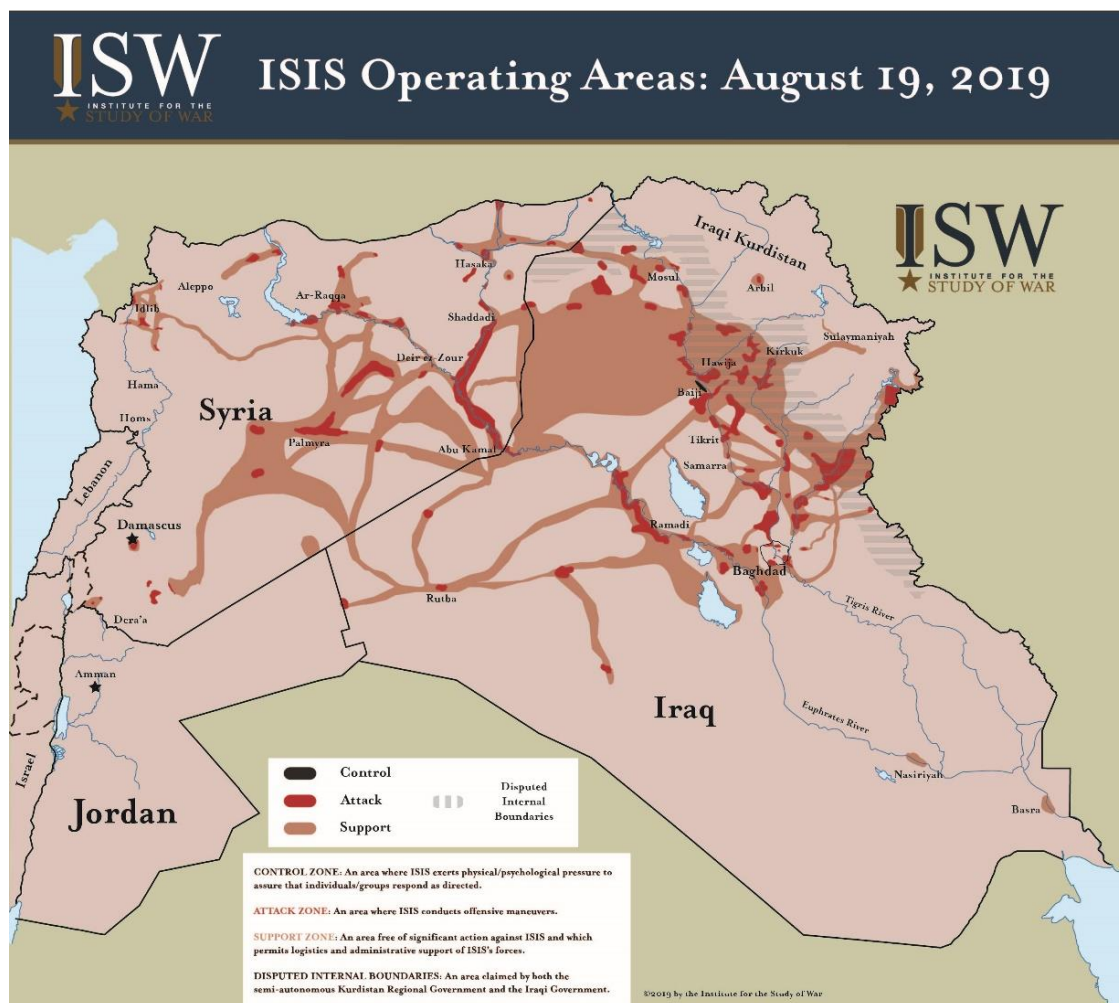 ISW
INSTITUTE FOR THE
STUDY OF WAR
ISIS Operating Areas: August 19, 2019
ISW
INSTITUTE FOR THE
STUDY OF WAR
Iraqi Kurdistan
Hasaka
Mosul
Arbil
Aleppo
Ar-Raqqa
Idlib
Shaddadi
Sulaymaniyah
Deir ez-Zour
Hawija
Kirkuk
Hama
Baiji
Homs
Syria
Palmyra
Abu Kamal
Tikrit
Samarra
Lebanon
Damascus
Ramadi
Baghdad
Rutba
Tigris River
Dera'a
Amman
Iraq
Euphrates River
Israel
Nasiriyah
Basra
Jordan
Control
Attack
Support
Disputed
Internal
Boundaries
CONTROL ZONE: An area where ISIS exerts physical/psychological pressure to
assure that individuals/groups respond as directed.
ATTACK ZONE: An area where ISIS conducts offensive maneuvers.
SUPPORT ZONE: An area free of significant action against ISIS and which
permits logistics and administrative support of ISIS's forces.
DISPUTED INTERNAL BOUNDARIES: An area claimed by both the
semi-autonomous Kurdistan Regional Government and the Iraqi Government.
©2019 by the Institute for the Study of War